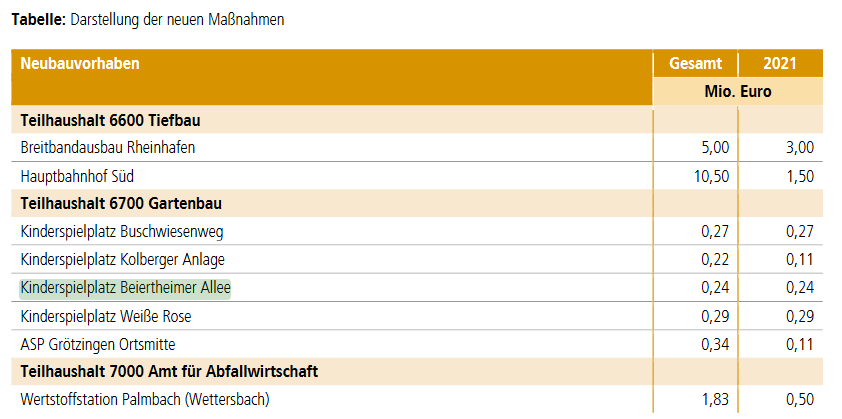 Tabelle: Darstellung der neuen Maßnahmen
Neubauvorhaben Gesamt 2021
Mio. Euro
Teilhaushalt 6600 Tiefbau
Breitbandausbau Rheinhafen 5,00 3,00
Hauptbahnhof Süd 10,50 1,50
Teilhaushalt 6700 Gartenbau
Kinderspielplatz Buschwiesenweg 0,27 0,27
Kinderspielplatz Kolberger Anlage 0,22 0,11
Kinderspielplatz Beiertheimer Allee 0,24 0,24
Kinderspielplatz Weiße Rose 0,29 0,29
ASP Grötzingen Ortsmitte 0,34 0,11
Teilhaushalt 7000 Amt für Abfallwirtschaft
Wertstoffstation Palmbach (Wettersbach) 1,83 0,50